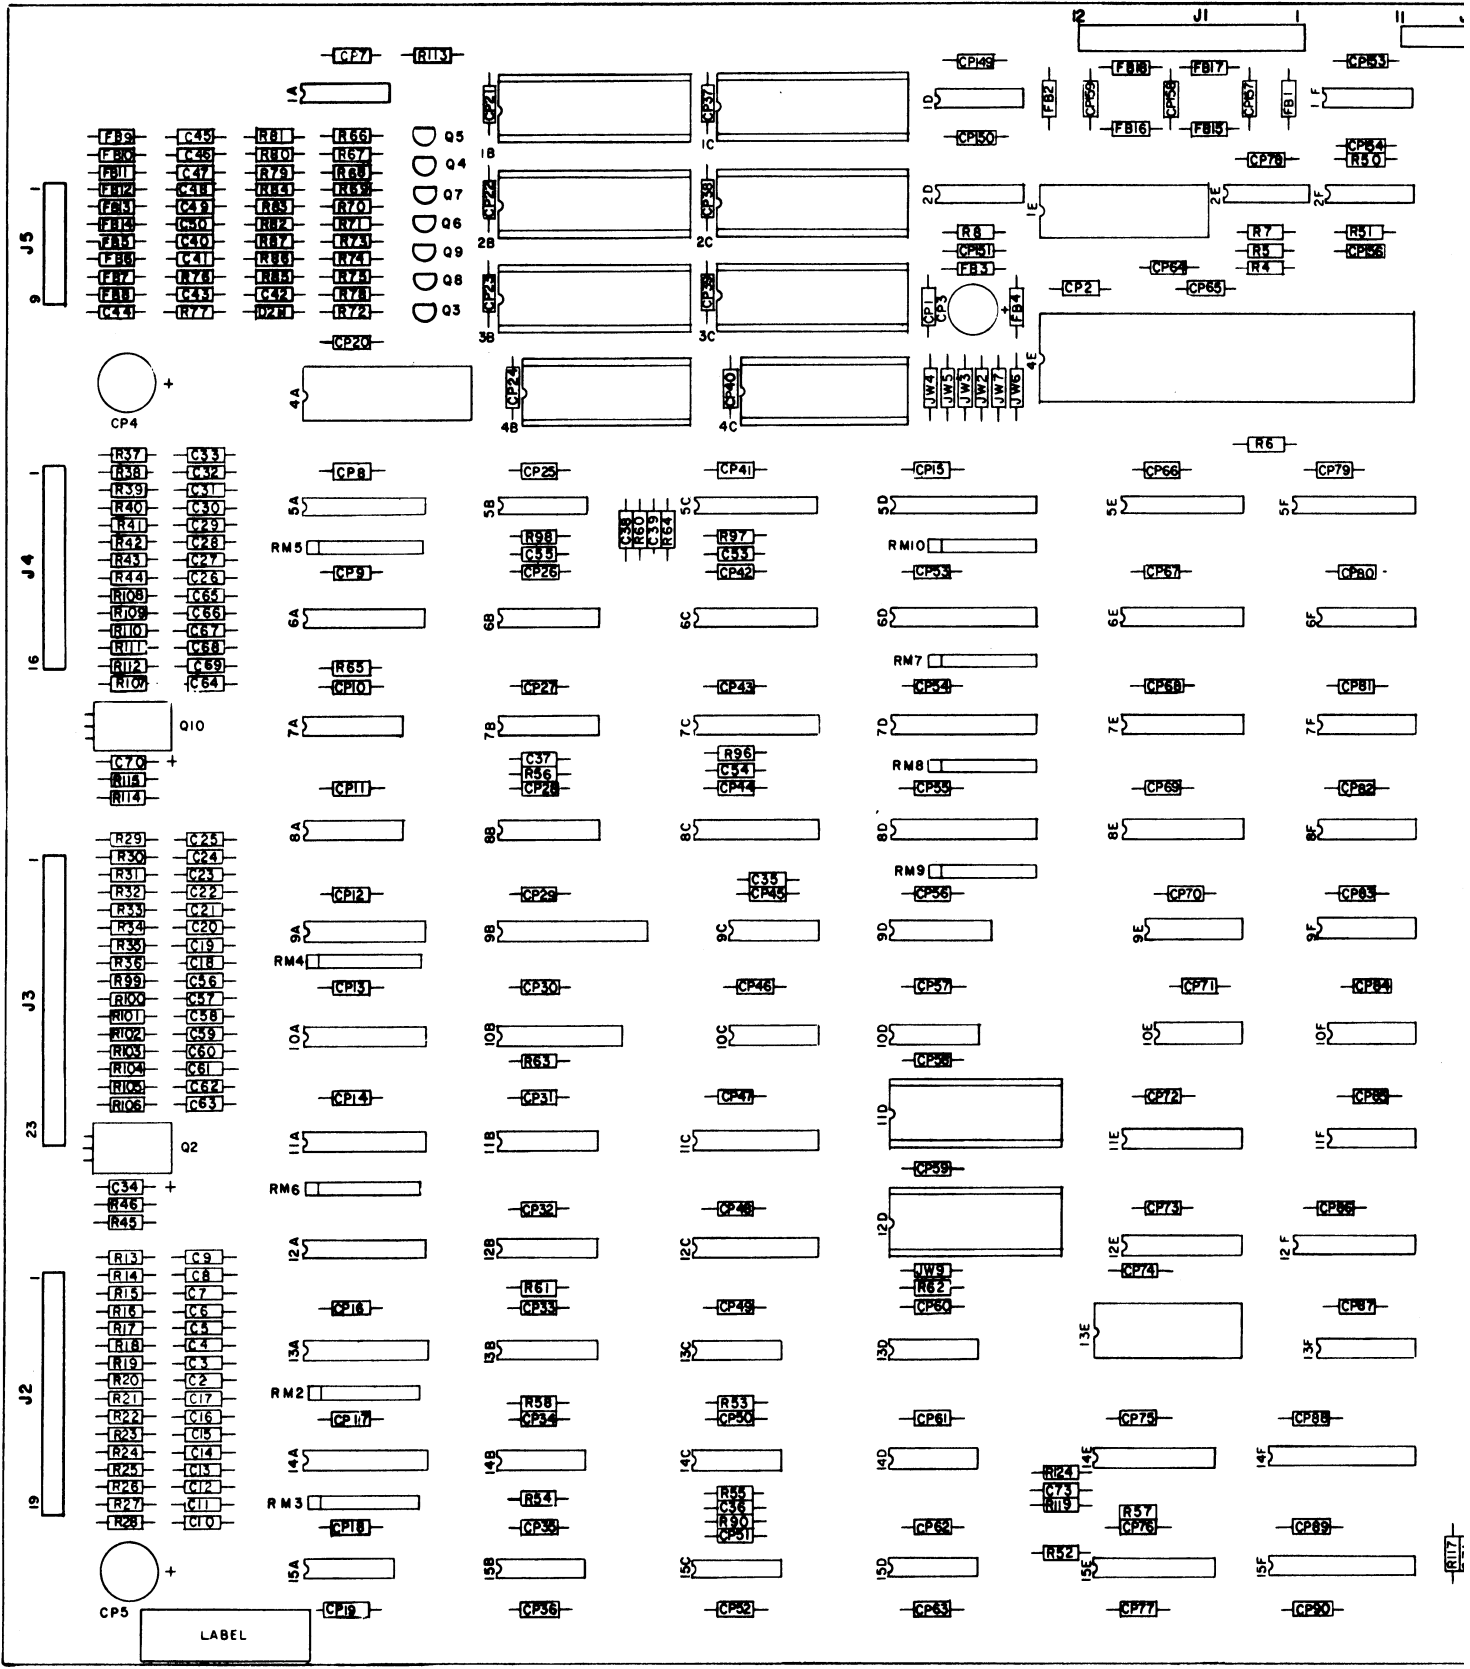 12 J1 1 11 J
CP7 R113 CP149 FB18 FB17 CP153
1A CP21 CP37 1D FB2 CP159 CP158 CP157 FB1 1F
1B 1C CP150 FB16 FB15 CP154
FB9 C45 R81 R66 Q5
FB10 C46 R80 R67 Q4 CP78 R50
FB11 C47 R79 R68
FB12 C48 R84 R69 Q7
FB13 C49 R83 R70
FB14 C50 R82 R71 Q6
FB5 C40 R87 R73
FB6 C41 R86 R74 Q9
FB7 R76 R85 R75 Q8
FB8 C43 C42 R78
C44 R77 R72 Q3
J5 1 9
CP22 CP38 2D 1E 2E 2F
2B 2C R8 R7 R51
CP151 R5 CP156
FB3 CP64 R4
CP23 CP39 CP1 CP3 + FB4 CP2 CP65
3B 3C
CP20
CP4 + 4A CP24 CP40 JW4 JW5 JW3 JW2 JW7 JW6 4E
4B 4C
R6
R37 C33
R38 C32 CP8 CP25 CP41 CP15 CP66 CP79
R39 C31
R40 C30 5A 5B 5C 5D 5E 5F
R41 C29 C38 R60 C39 R64
R42 C28 R98 R97
R43 C27 RM5 C55 C53 RM10
R44 C26 CP9 CP26 CP42 CP53 CP67 CP80
R108 C65
R109 C66 6A 6B 6C 6D 6E 6F
R110 C67
R111 C68
R112 C69 R65 RM7
R107 C64 CP10 CP27 CP43 CP54 CP68 CP81
J4 1 16
Q10 7A 7B 7C 7D 7E 7F
C70 + C37 R96
R115 R56 C54 RM8
R114 CP11 CP28 CP44 CP55 CP69 CP82
R29 C25 8A 8B 8C 8D 8E 8F
R30 C24
R31 C23 C35 RM9
R32 C22 CP12 CP29 CP45 CP56 CP70 CP83
R33 C21
R34 C20 9A 9B 9C 9D 9E 9F
R35 C19
R36 C18 RM4
R99 C56 CP13 CP30 CP46 CP57 CP71 CP84
R100 C57
R101 C58
R102 C59 10A 10B 10C 10D 10E 10F
R103 C60 R63 CP58
R104 C61
R105 C62
R106 C63 CP14 CP31 CP47 CP72 CP85
J3 1 23
Q2 11A 11B 11C 11D 11E 11F
C34 + RM6 CP59
R46 CP32 CP48 CP73 CP86
R45 12D
R13 C9 12A 12B 12C 12E 12F
R14 C8 JW9 CP74
R15 C7 R61 R62
R16 C6 CP16 CP33 CP49 CP60 CP87
R17 C5
R18 C4 13A 13B 13C 13D 13E 13F
R19 C3
R20 C2 RM2
R21 C17 R58 R53
R22 C16 CP17 CP34 CP50 CP61 CP75 CP88
R23 C15
R24 C14 14A 14B 14C 14D 14E 14F
R25 C13 R124
R26 C12 R55 C73
R27 C11 RM3 R54 C36 R119
R28 C10 R90 R57
CP18 CP35 CP51 CP62 CP76 CP89
J2 1 19
R52 R117
CP5 + 15A 15B 15C 15D 15E 15F
CP19 CP36 CP52 CP63 CP77 CP90
LABEL